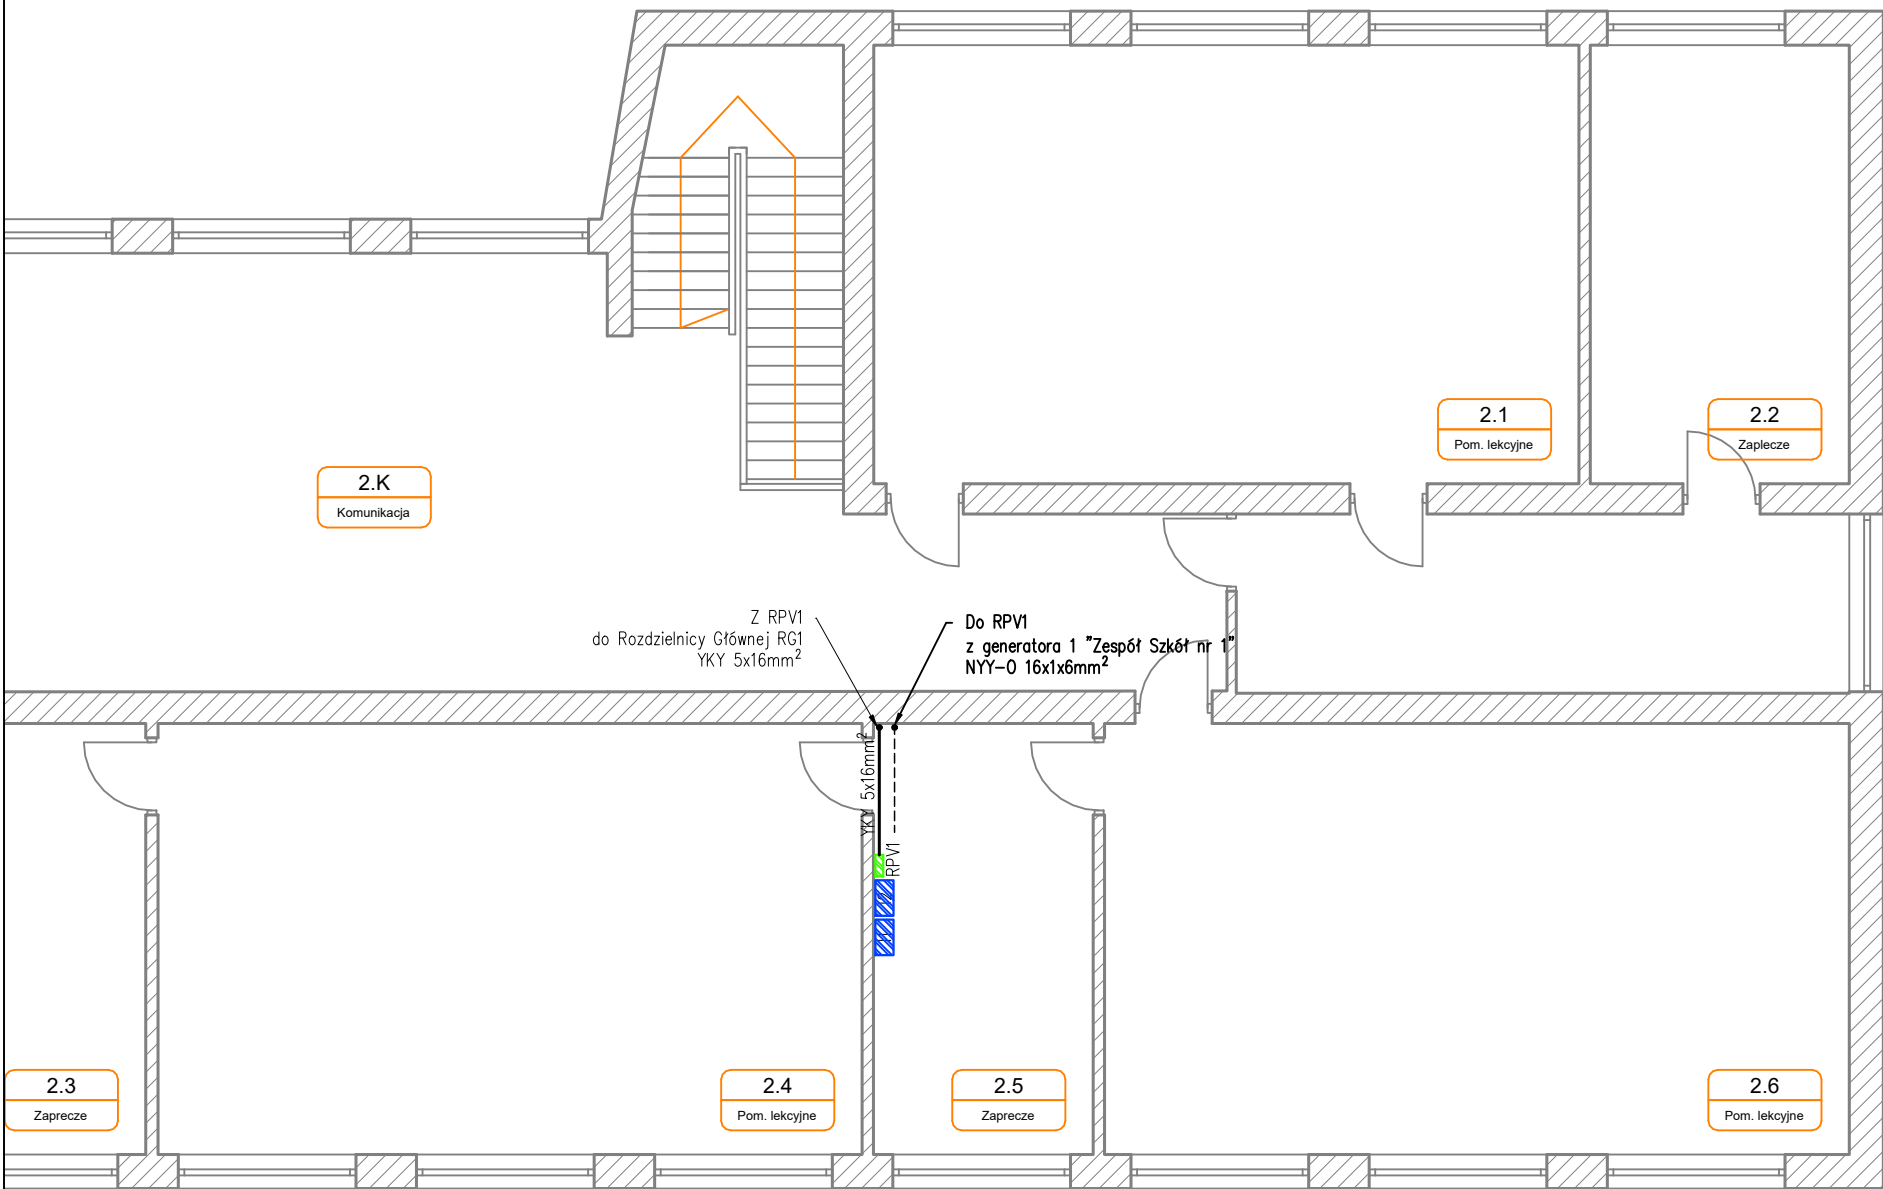 2.1
Pom. lekcyjne
2.2
Zaplecze
2.K
Komunikacja
Z RPV1
do Rozdzielnicy Głównej RG1
YKY 5x16mm²
Do RPV1
z generatora 1 "Zespół Szkół nr 1"
NYY-O 16x1x6mm²
YKY 5x16mm²
RPV1
2.3
Zaprecze
2.4
Pom. lekcyjne
2.5
Zaprecze
2.6
Pom. lekcyjne